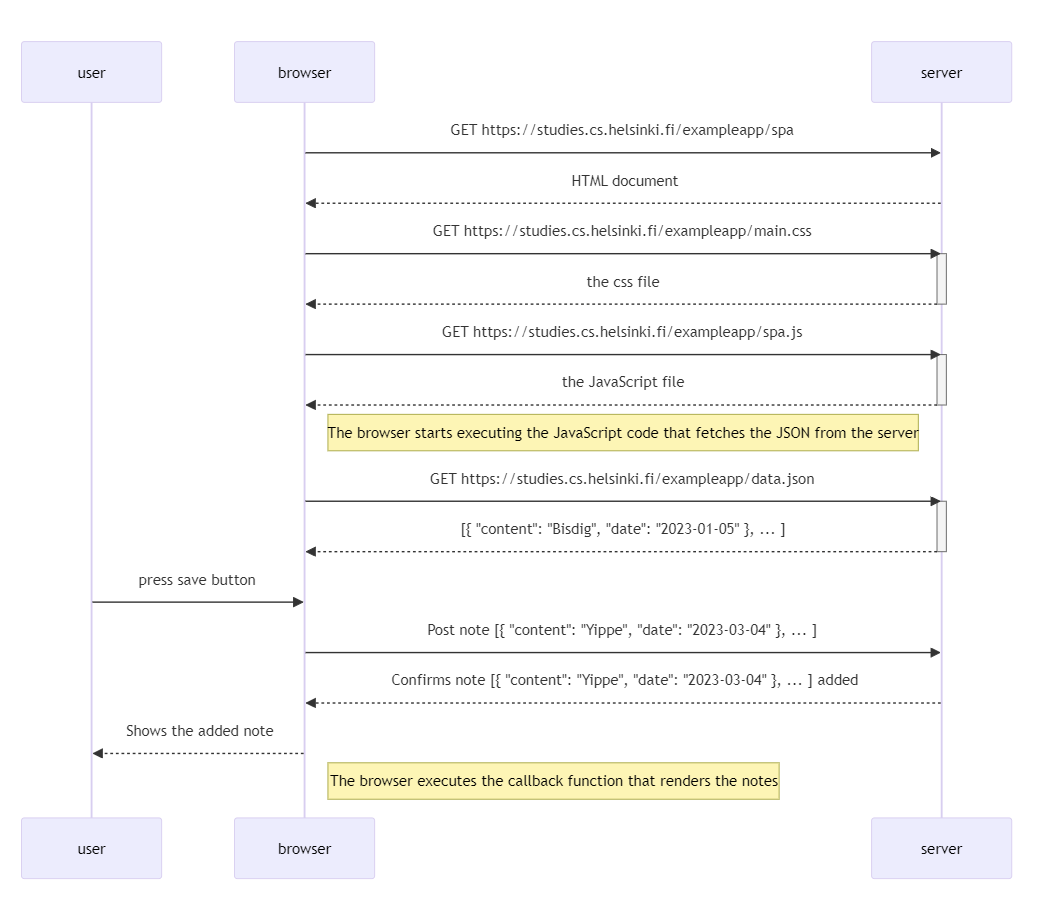 user
browser
server
GET https://studies.cs.helsinki.fi/exampleapp/spa
HTML document
GET https://studies.cs.helsinki.fi/exampleapp/main.css
the css file
GET https://studies.cs.helsinki.fi/exampleapp/spa.js
the JavaScript file
The browser starts executing the JavaScript code that fetches the JSON from the server
GET https://studies.cs.helsinki.fi/exampleapp/data.json
[{ "content": "Bisdig", "date": "2023-01-05" }, ... ]
press save button
Post note [{ "content": "Yippe", "date": "2023-03-04" }, ... ]
Confirms note [{ "content": "Yippe", "date": "2023-03-04" }, ... ] added
Shows the added note
The browser executes the callback function that renders the notes
user
browser
server